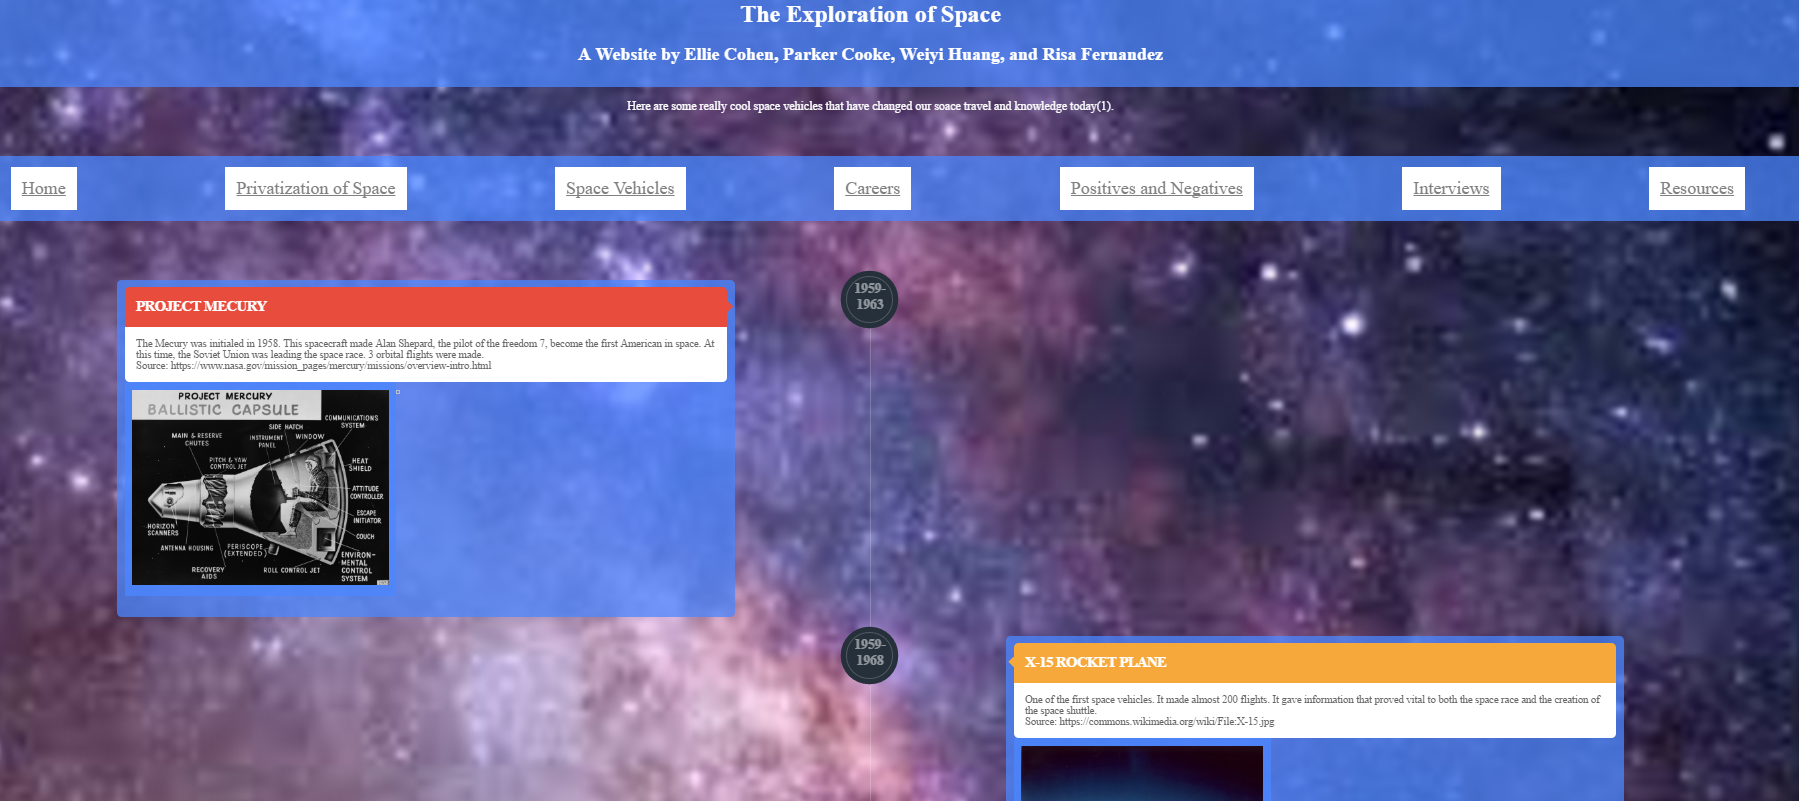 The Exploration of Space
A Website by Ellie Cohen, Parker Cooke, Weiyi Huang, and Risa Fernandez
Here are some really cool space vehicles that have changed our soace travel and knowledge today(1).
Home
Privatization of Space
Space Vehicles
Careers
Positives and Negatives
Interviews
Resources
1959-
1963
PROJECT MECURY
The Mecury was initialed in 1958. This spacecraft made Alan Shepard, the pilot of the freedom 7, become the first American in space. At
this time, the Soviet Union was leading the space race. 3 orbital flights were made.
Source: https://www.nasa.gov/mission_pages/mercury/missions/overview-intro.html
PROJECT MERCURY
BALLISTIC CAPSULE
COMMUNICATIONS
SYSTEM
SIDE HATCH
MAIN & RESERVE
CHUTES
INSTRUMENT
PANEL
WINDOW
PITCH & YAW
CONTROL JET
HEAT
SHIELD
ATTITUDE
CONTROLLER
ESCAPE
INITIATOR
HORIZON
SCANNERS
COUCH
ANTENNA HOUSING
PERISCOPE
(EXTENDED)
ENVIRON-
MENTAL
CONTROL
SYSTEM
RECOVERY
AIDS
ROLL CONTROL JET
1959-
1968
X-15 ROCKET PLANE
One of the first space vehicles. It made almost 200 flights. It gave information that proved vital to both the space race and the creation of
the space shuttle.
Source: https://commons.wikimedia.org/wiki/File:X-15.jpg